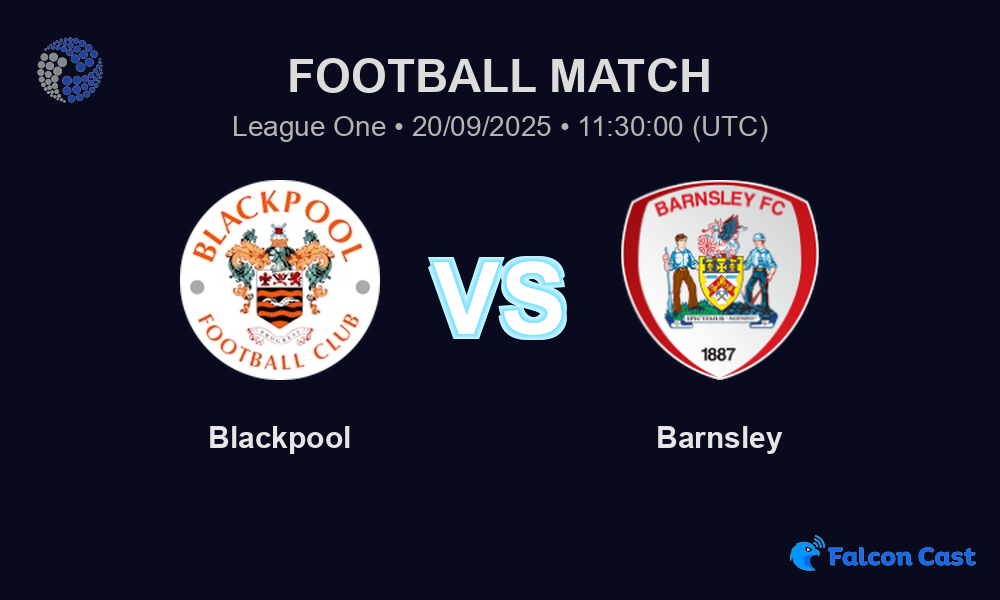 FOOTBALL MATCH
League One • 20/09/2025 • 11:30:00 (UTC)
BLACKPOOL
PROGRESS
FOOTBALL CLUB
VS
BARNSLEY FC
1887
Blackpool
Barnsley
Falcon Cast